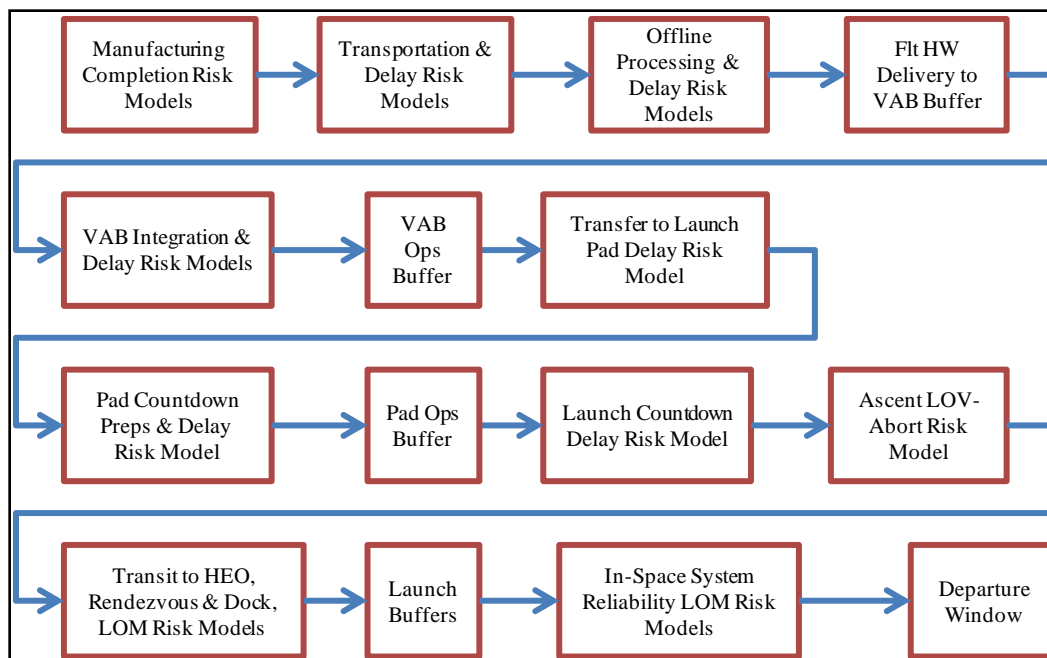 Manufacturing
Completion Risk
Models
Transportation &
Delay Risk
Models
Offline
Processing &
Delay Risk
Models
Flt HW
Delivery to
VAB Buffer
VAB Integration &
Delay Risk Models
VAB
Ops
Buffer
Transfer to Launch
Pad Delay Risk
Model
Pad Countdown
Preps & Delay
Risk Model
Pad Ops
Buffer
Launch Countdown
Delay Risk Model
Ascent LOV-
Abort Risk
Model
Transit to HEO,
Rendezvous & Dock,
LOM Risk Models
Launch
Buffers
In-Space System
Reliability LOM Risk
Models
Departure
Window